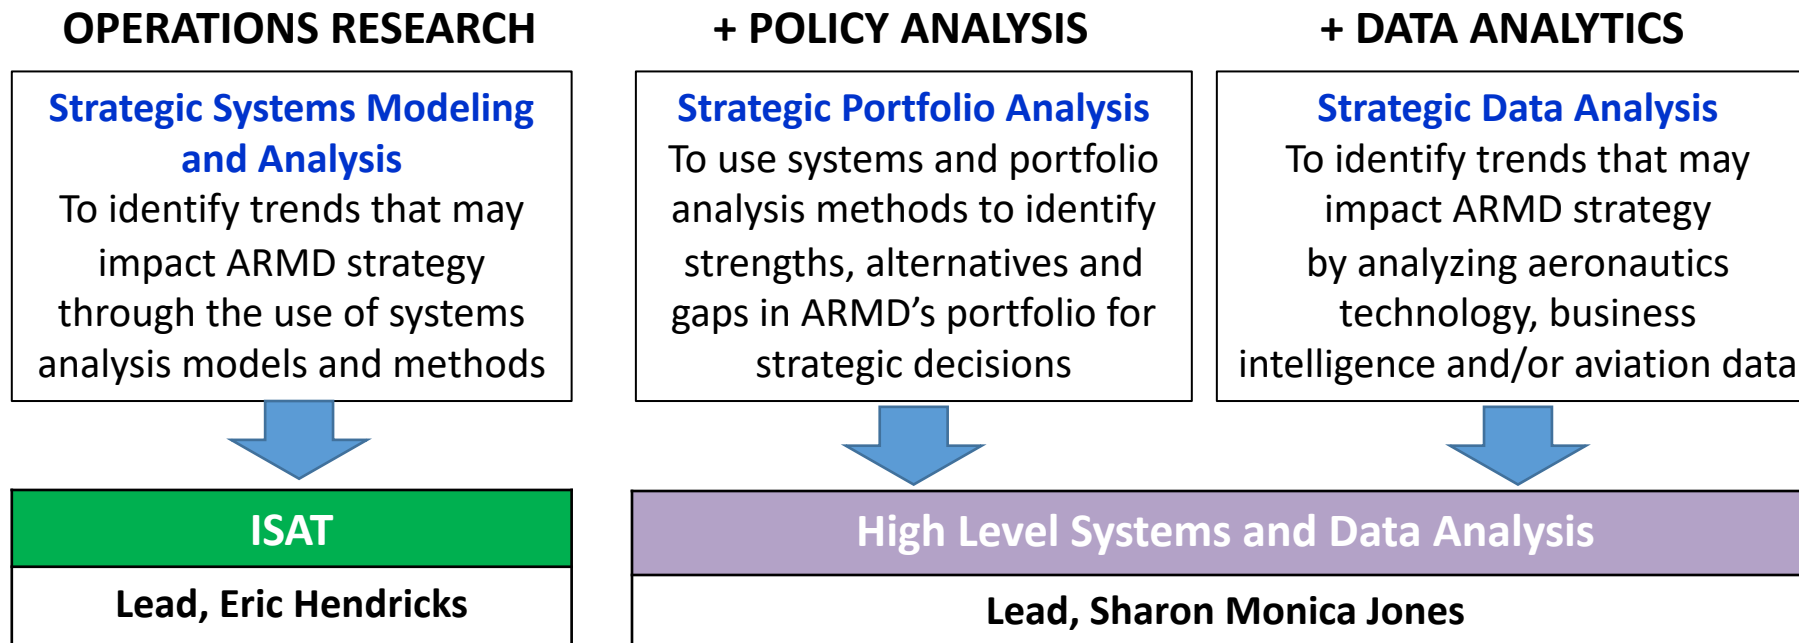 OPERATIONS RESEARCH
+ POLICY ANALYSIS
+ DATA ANALYTICS
Strategic Systems Modeling
and Analysis
To identify trends that may
impact ARMD strategy
through the use of systems
analysis models and methods
Strategic Portfolio Analysis
To use systems and portfolio
analysis methods to identify
strengths, alternatives and
gaps in ARMD’s portfolio for
strategic decisions
Strategic Data Analysis
To identify trends that may
impact ARMD strategy
by analyzing aeronautics
technology, business
intelligence and/or aviation data
ISAT
Lead, Eric Hendricks
High Level Systems and Data Analysis
Lead, Sharon Monica Jones